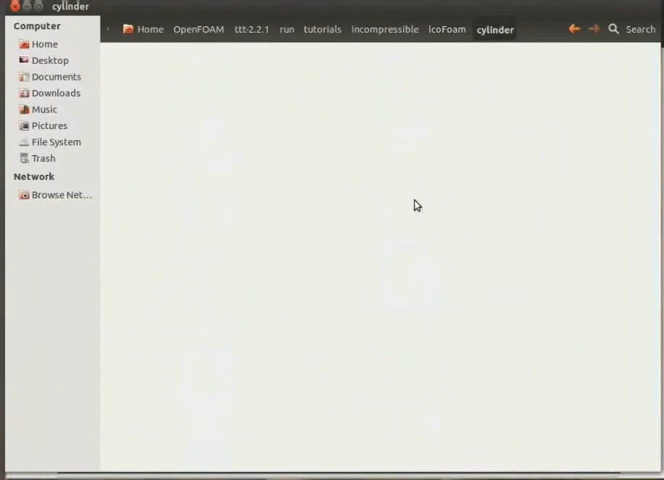 cylinder
Computer
Home
Desktop
Documents
Downloads
Music
Pictures
File System
Trash
Network
Browse Net...
Home OpenFOAM ttt-2.2.1 run tutorials incompressible IcoFoam cylinder Search